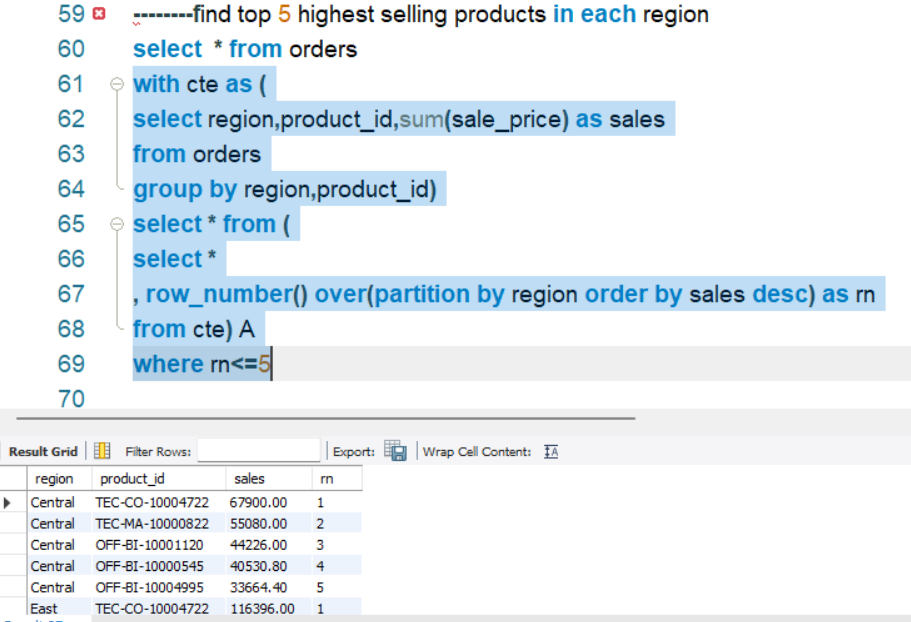 59 --------find top 5 highest selling products in each region
60 select * from orders
61 with cte as (
62 select region,product_id,sum(sale_price) as sales
63 from orders
64 group by region,product_id)
65 select * from (
66 select *
67 , row_number() over(partition by region order by sales desc) as rn
68 from cte) A
69 where rn<=5
70
Result Grid Filter Rows: Export: Wrap Cell Content:
region product_id sales rn
Central TEC-CO-10004722 67900.00 1
Central TEC-MA-10000822 55080.00 2
Central OFF-BI-10001120 44226.00 3
Central OFF-BI-10000545 40530.80 4
Central OFF-BI-10004995 33664.40 5
East TEC-CO-10004722 116396.00 1